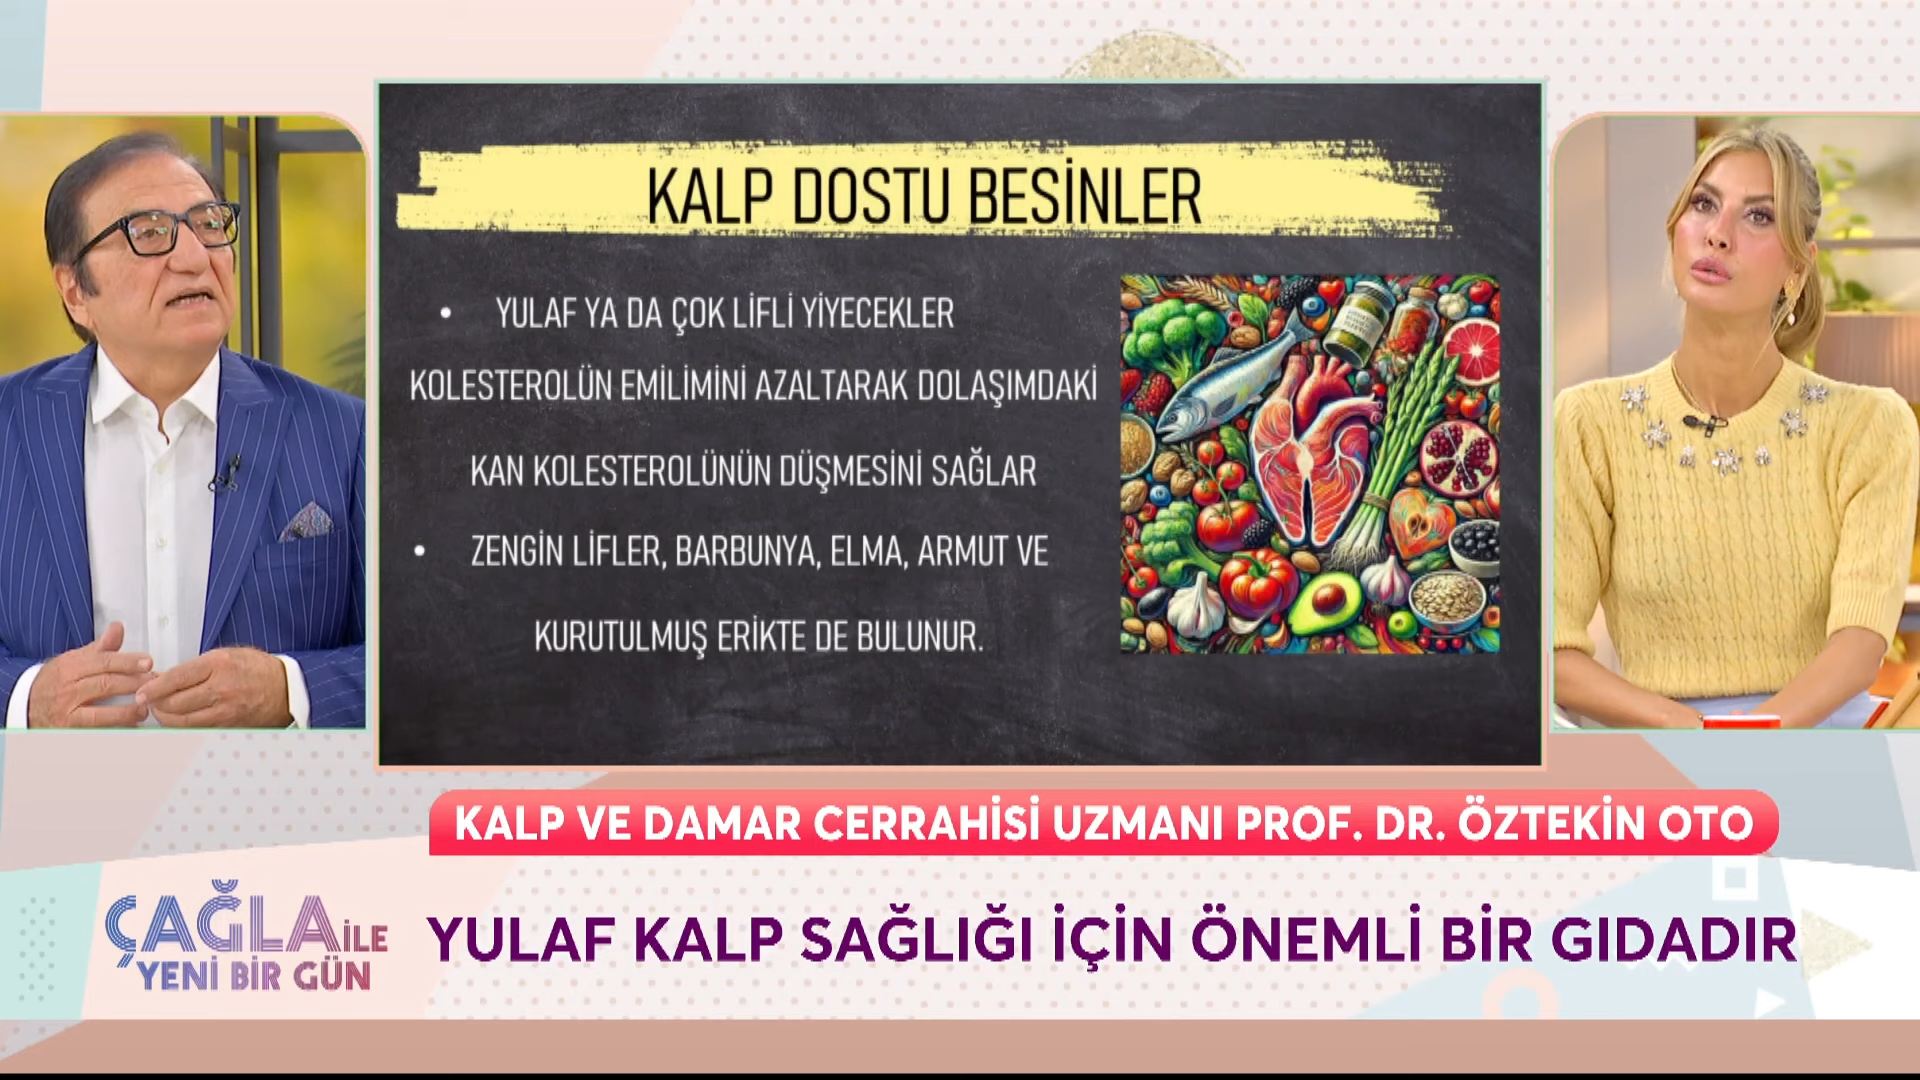 KALP DOSTU BESİNLER
• YULAF YA DA ÇOK LİFLİ YİYECEKLER
KOLESTEROLÜN EMİLİMİNİ AZALTARAK DOLAŞIMDAKİ
KAN KOLESTEROLÜNÜN DÜŞMESİNİ SAĞLAR
• ZENGİN LİFLER, BARBUNYA, ELMA, ARMUT VE
KURUTULMUŞ ERİKTE DE BULUNUR.
KALP VE DAMAR CERRAHİSİ UZMANI PROF. DR. ÖZTEKİN OTO
ÇAĞLA İLE
YENİ BİR GÜN
YULAF KALP SAĞLIĞI İÇİN ÖNEMLİ BİR GIDADIR